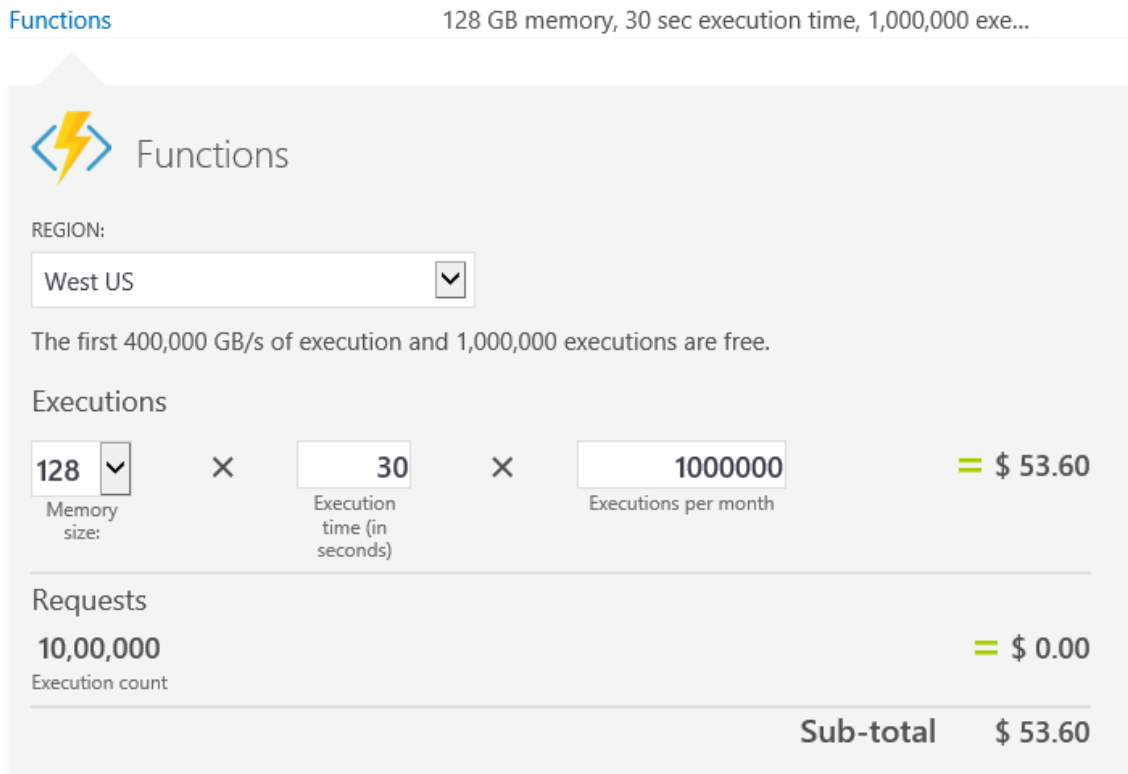 Functions 128 GB memory, 30 sec execution time, 1,000,000 exe...
Functions
REGION:
West US
The first 400,000 GB/s of execution and 1,000,000 executions are free.
Executions
128 × 30 × 1000000 = $ 53.60
Memory size: Execution time (in seconds) Executions per month
Requests
10,00,000 = $ 0.00
Execution count
Sub-total $ 53.60